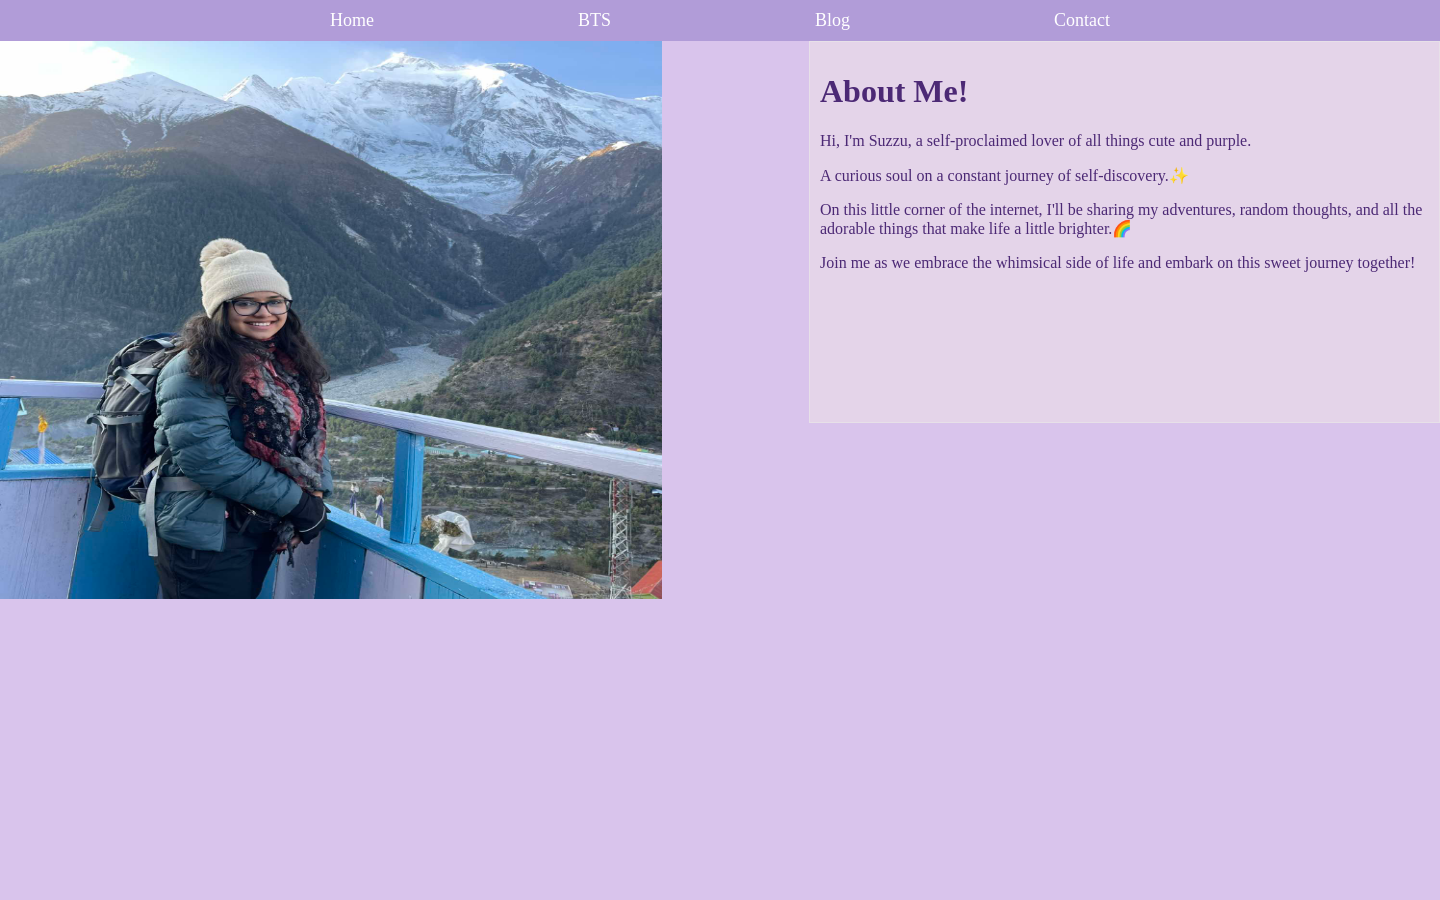 Home BTS Blog Contact
About Me!
Hi, I'm Suzzu, a self-proclaimed lover of all things cute and purple.
A curious soul on a constant journey of self-discovery.✨
On this little corner of the internet, I'll be sharing my adventures, random thoughts, and all the
adorable things that make life a little brighter.🌈
Join me as we embrace the whimsical side of life and embark on this sweet journey together!